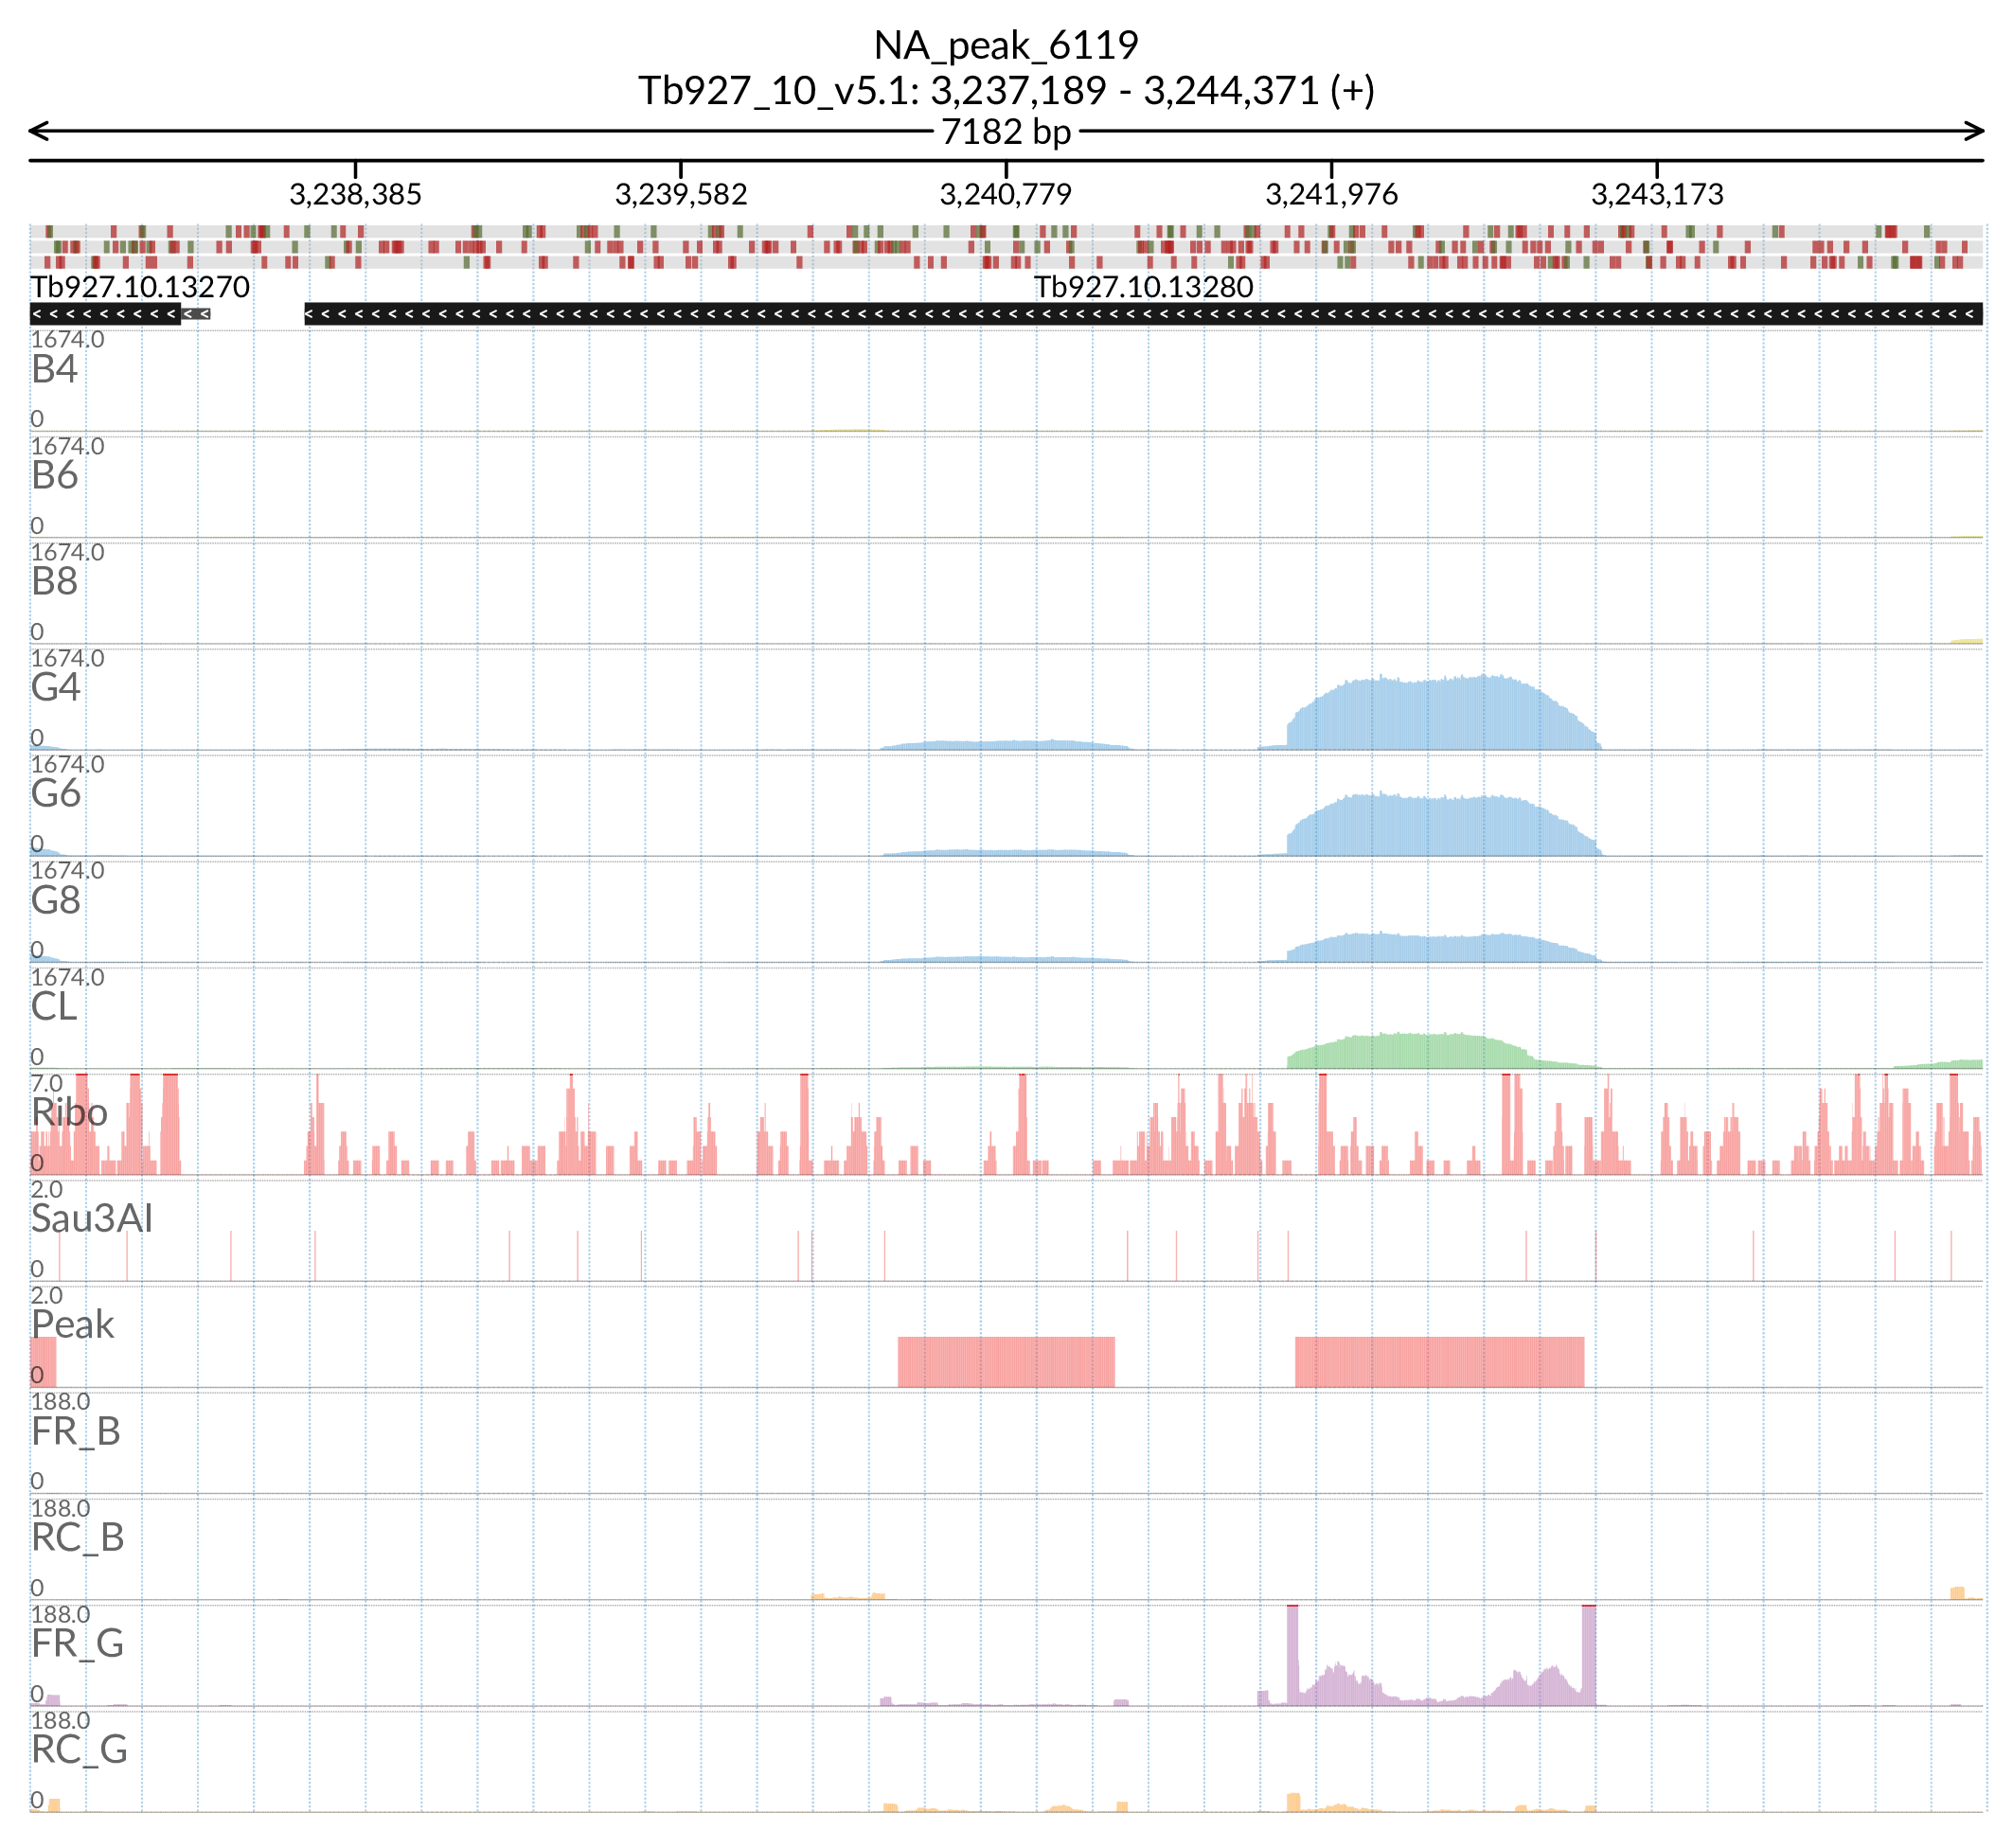 NA_peak_6119
Tb927_10_v5.1: 3,237,189 - 3,244,371 (+)
7182 bp
3,238,385 3,239,582 3,240,779 3,241,976 3,243,173
Tb927.10.13270 Tb927.10.13280
1674.0
B4
0
1674.0
B6
0
1674.0
B8
0
1674.0
G4
0
1674.0
G6
0
1674.0
G8
0
1674.0
CL
0
7.0
Ribo
0
2.0
Sau3AI
0
2.0
Peak
0
188.0
FR_B
0
188.0
RC_B
0
188.0
FR_G
0
188.0
RC_G
0